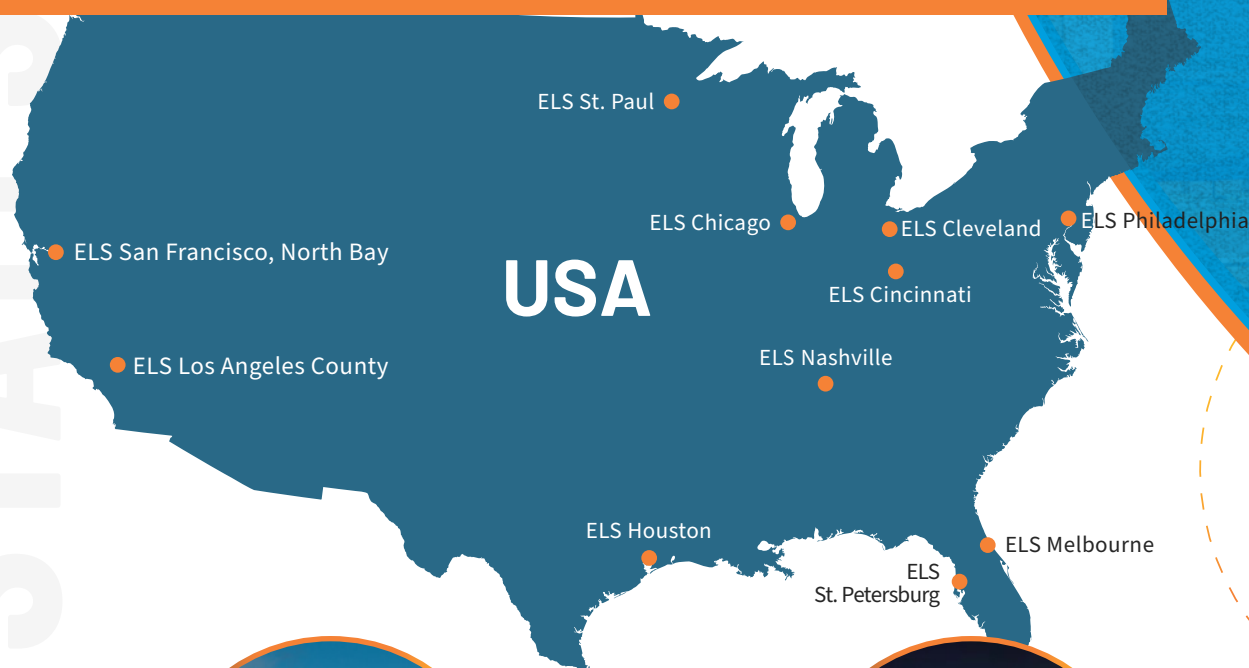 ELS St. Paul
ELS Chicago
ELS Cleveland
ELS Philadelphia
ELS San Francisco, North Bay
USA
ELS Cincinnati
ELS Nashville
ELS Los Angeles County
ELS Houston
ELS Melbourne
ELS
St. Petersburg